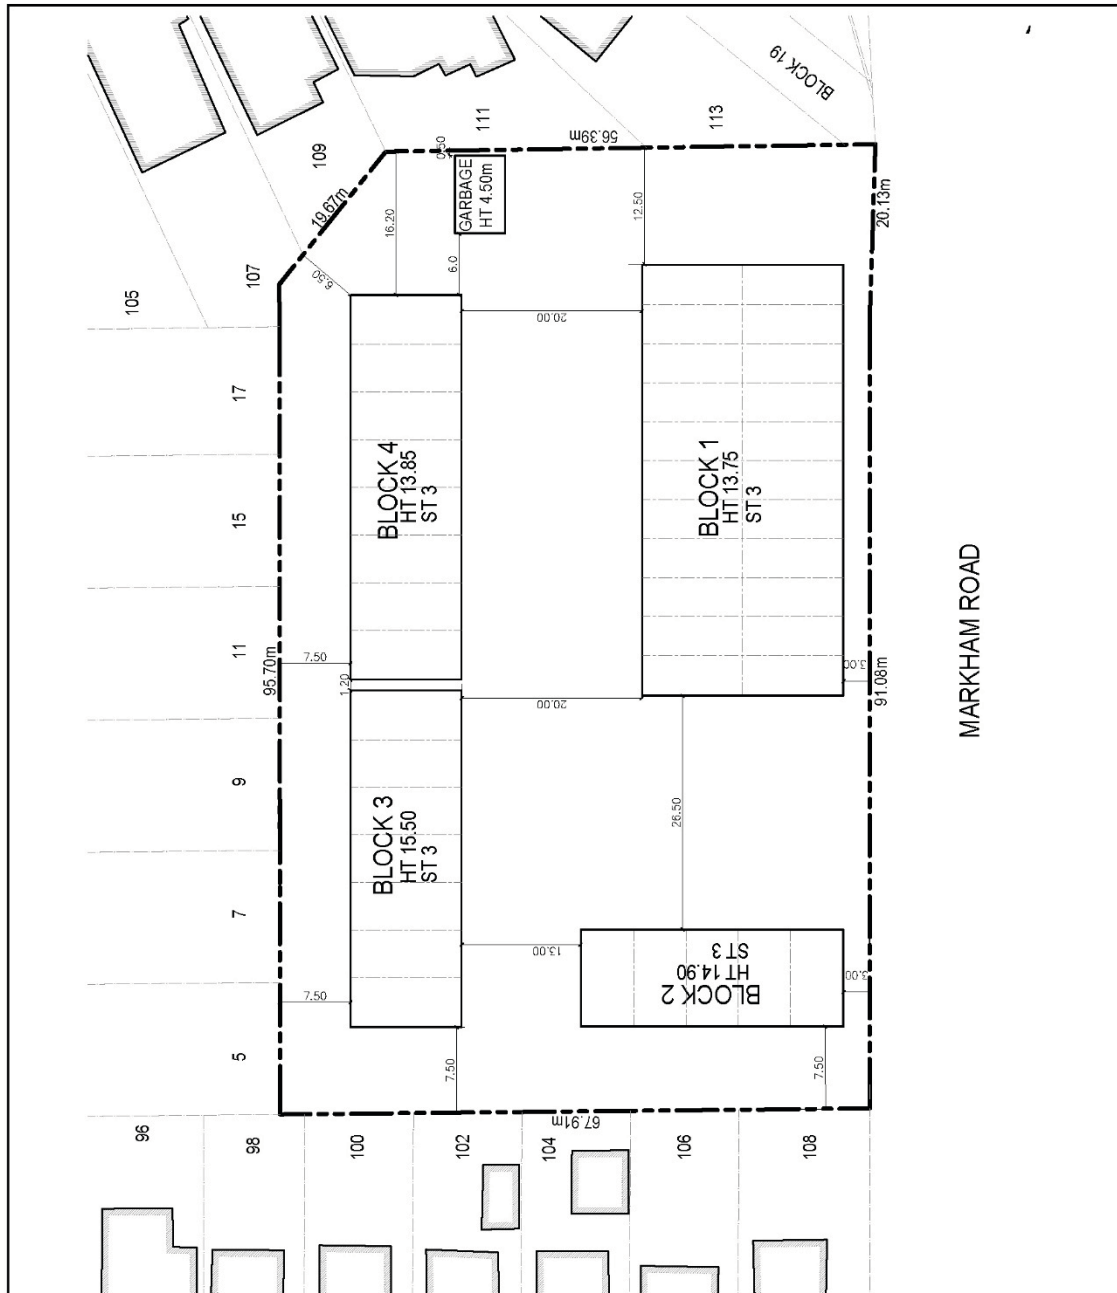 BLOCK 19
111
113
56.39m
0.50
109
GARBAGE
HT 4.50m
19.67m
16.20
12.50
20.13m
107
6.50
6.0
105
20.00
17
BLOCK 4
HT 13.85
ST 3
BLOCK 1
HT 13.75
ST 3
15
MARKHAM ROAD
11
7.50
95.70m
1.20
3.00
91.08m
20.00
9
26.50
BLOCK 3
HT 15.50
ST 3
7
13.00
BLOCK 2
HT 14.90
ST 3
3.00
7.50
5
7.50
7.50
67.91m
96
98
100
102
104
106
108